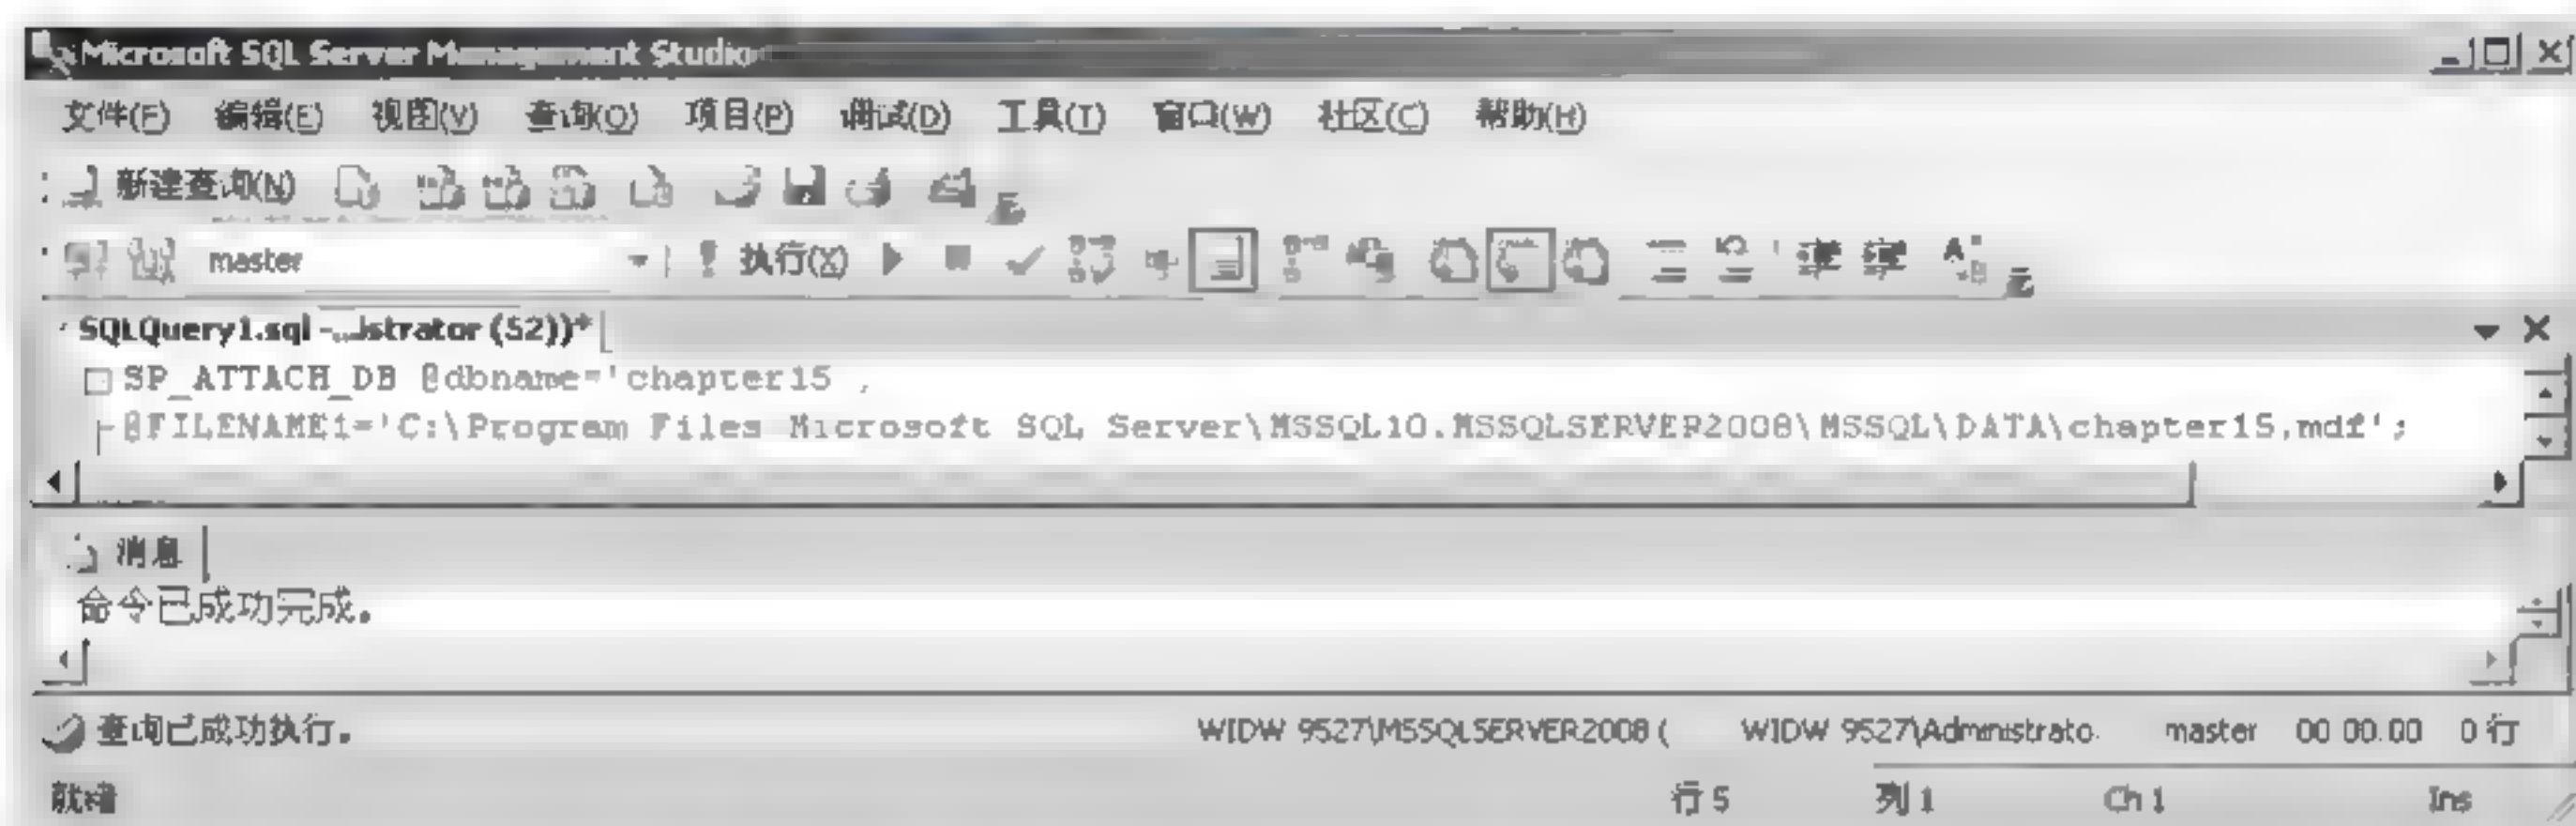 Microsoft SQL Server Management Studio
文件(F) 编辑(E) 视图(V) 查询(Q) 项目(P) 调试(D) 工具(T) 窗口(W) 社区(C) 帮助(H)
新建查询(N)
master 执行(X)
SQLQuery1.sql -...istrator (52))*
SP_ATTACH_DB @dbname='chapter15 ,
@FILENAME1='C:\Program Files Microsoft SQL Server\MSSQL10.MSSQLSERVER2008\MSSQL\DATA\chapter15.mdf';
消息
命令已成功完成。
查询已成功执行。 WIDW 9527\MSSQLSERVER2008 ( WIDW 9527\Administrato master 00 00.00 0 行
就绪 行 5 列 1 Ch 1 Ins